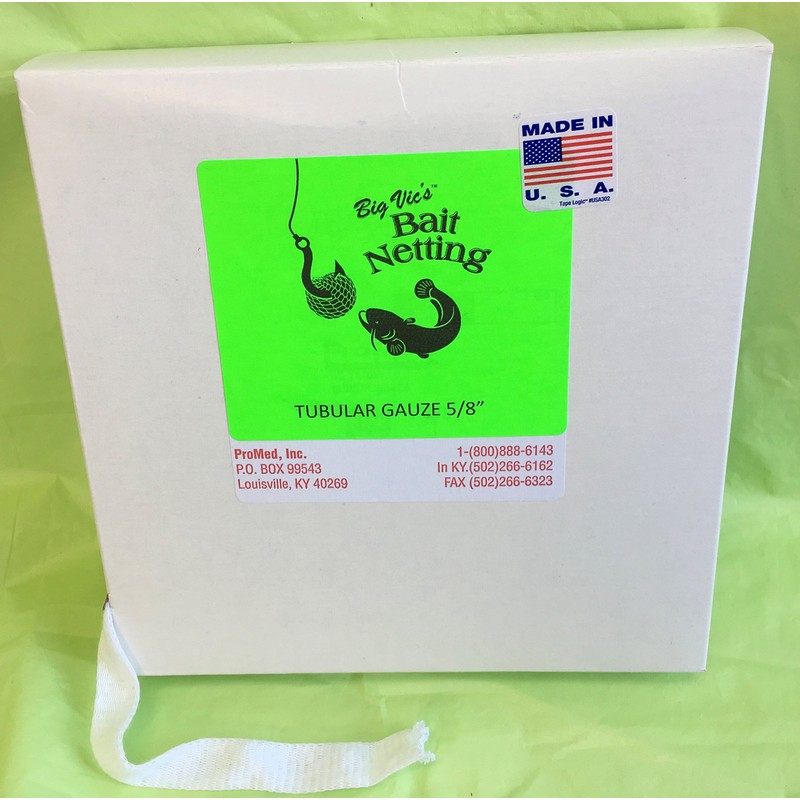 MADE IN
U. S. A.
Tape Logic™ #USA302
Big Vic's™
Bait
Netting
TUBULAR GAUZE 5/8”
ProMed, Inc.
P.O. BOX 99543
Louisville, KY 40269
1-(800)888-6143
In KY.(502)266-6162
FAX (502)266-6323